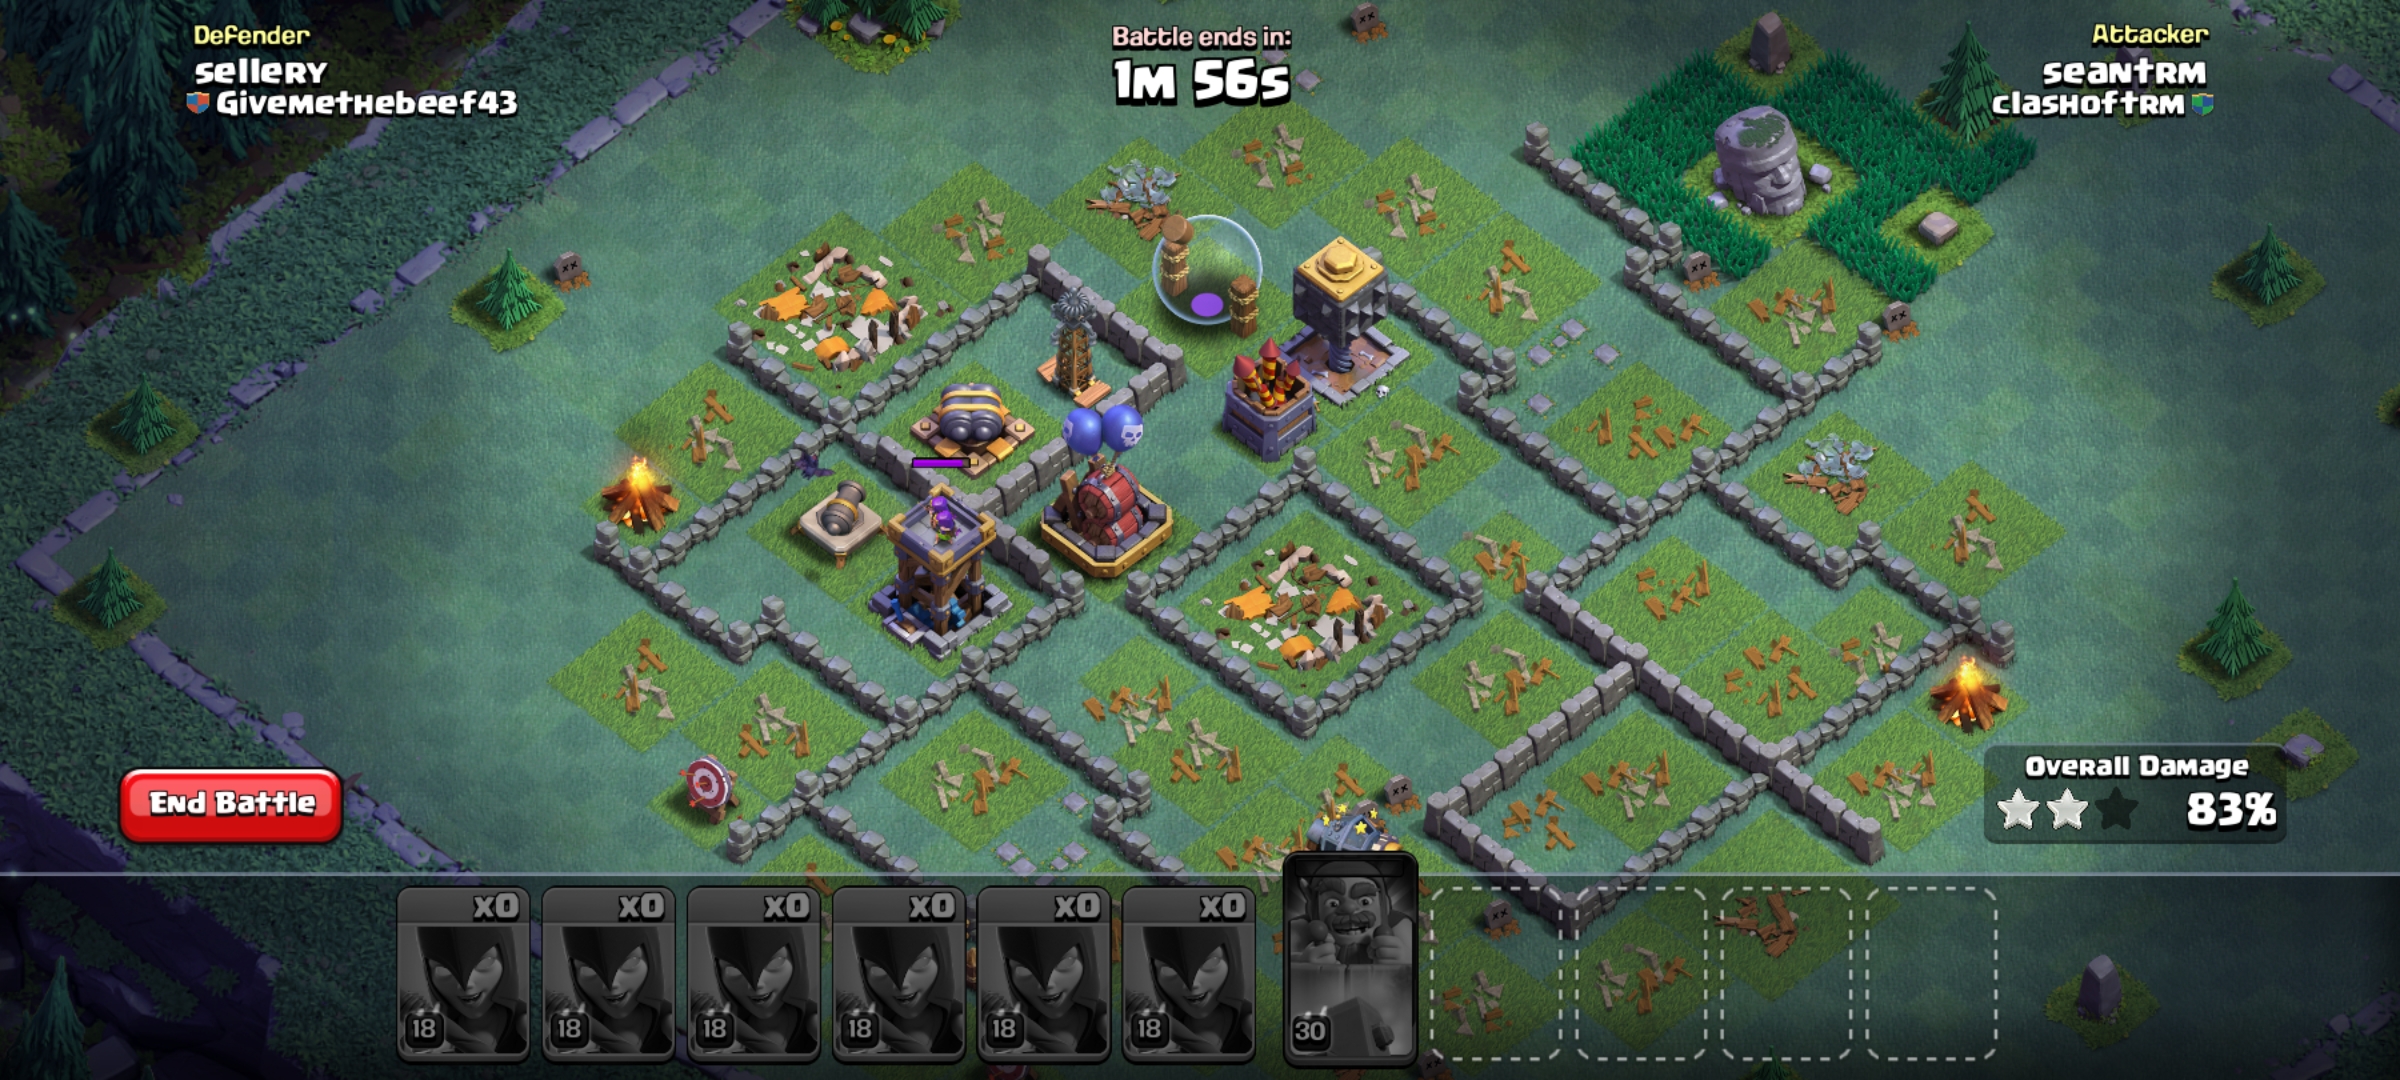 Defender
sellery
Givemethebeef43
Battle ends in:
1m 56s
Attacker
seantrm
clashoftrm
End Battle
Overall Damage
83%
x0
x0
x0
x0
x0
x0
18
18
18
18
18
18
30